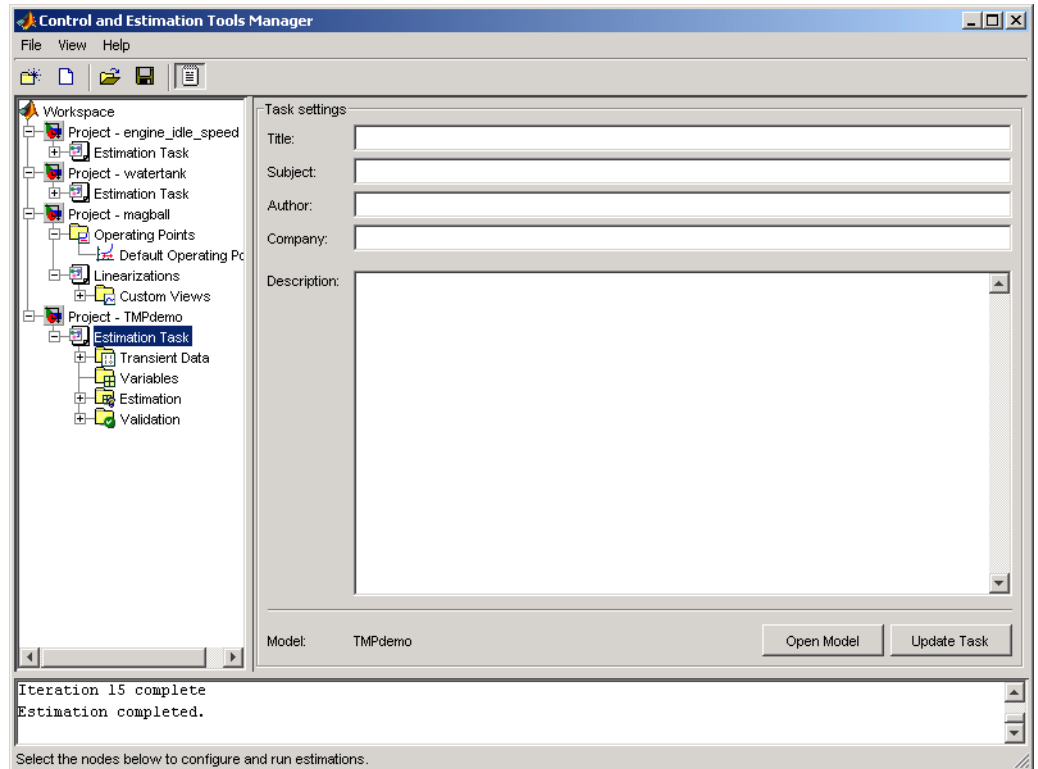 Control and Estimation Tools Manager
File View Help
Workspace
Project - engine_idle_speed
Estimation Task
Project - watertank
Estimation Task
Project - magball
Operating Points
Default Operating Po
Linearizations
Custom Views
Project - TMPdemo
Estimation Task
Transient Data
Variables
Estimation
Validation
Task settings
Title:
Subject:
Author:
Company:
Description:
Model: TMPdemo
Open Model
Update Task
Iteration 15 complete
Estimation completed.
Select the nodes below to configure and run estimations.